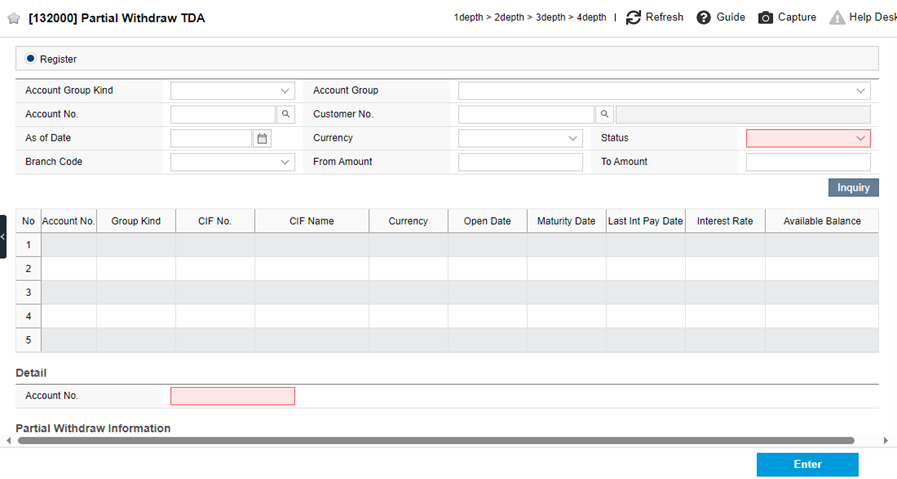 [132000] Partial Withdraw TDA
1depth > 2depth > 3depth > 4depth | Refresh Guide Capture Help Desk
Register
Account Group Kind Account Group
Account No. Customer No.
As of Date Currency Status
Branch Code From Amount To Amount
Inquiry
No Account No. Group Kind CIF No. CIF Name Currency Open Date Maturity Date Last Int Pay Date Interest Rate Available Balance
1
2
3
4
5
Detail
Account No.
Partial Withdraw Information
Enter